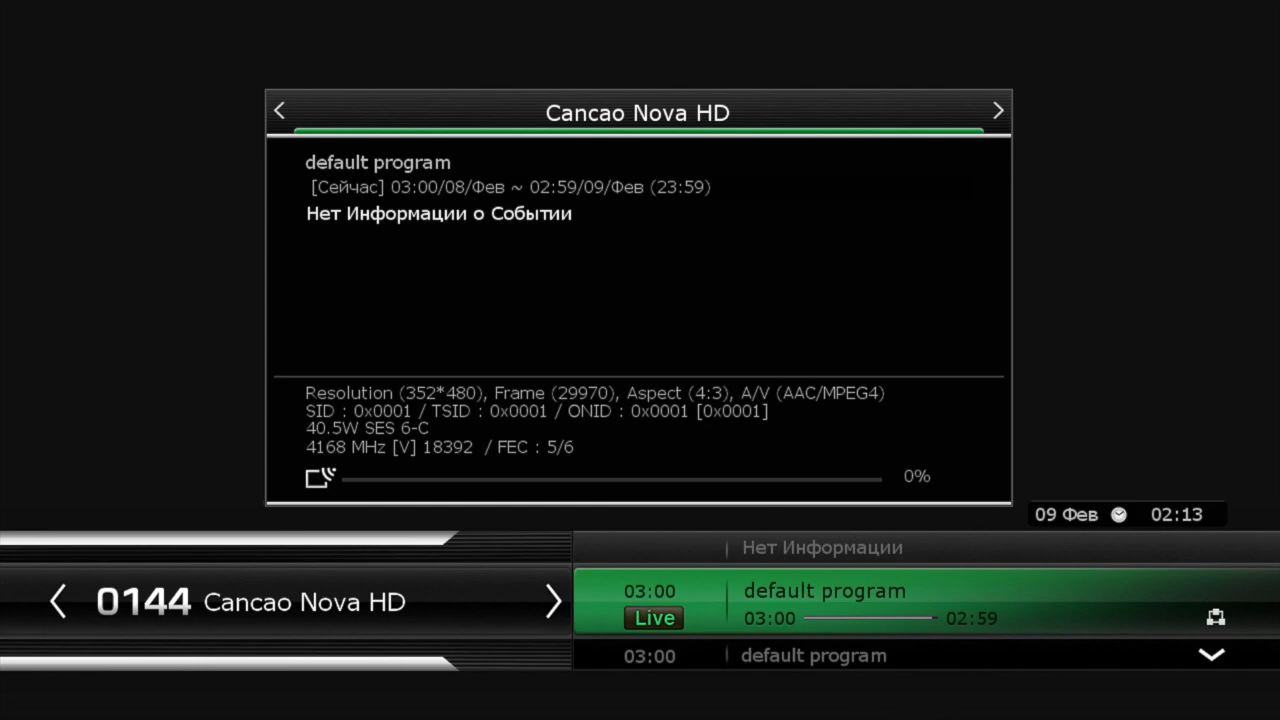 Cancao Nova HD
default program
[Сейчас] 03:00/08/Фев ~ 02:59/09/Фев (23:59)
Нет Информации о Событии
Resolution (352*480), Frame (29970), Aspect (4:3), A/V (AAC/MPEG4)
SID : 0x0001 / TSID : 0x0001 / ONID : 0x0001 [0x0001]
40.5W SES 6-C
4168 MHz [V] 18392 / FEC : 5/6
0%
09 Фев 02:13
Нет Информации
0144 Cancao Nova HD
03:00 default program
Live 03:00 02:59
03:00 default program